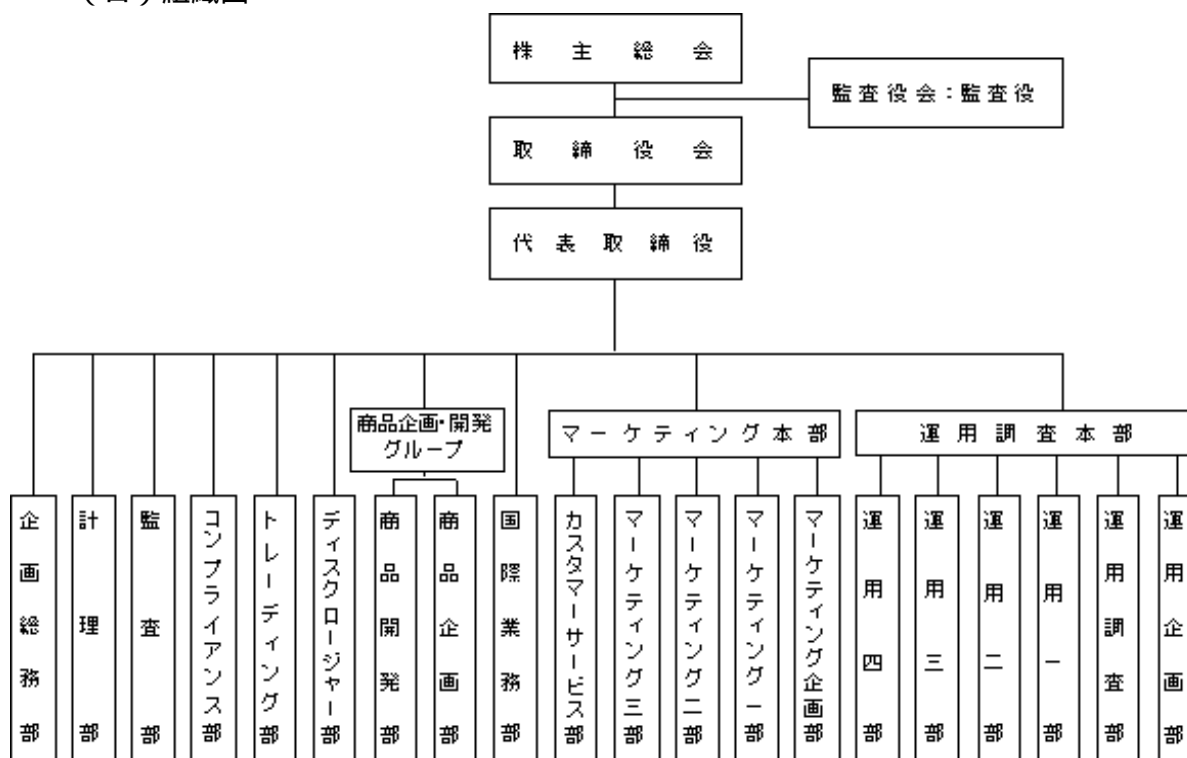 株主総会
監査役会：監査役
取締役会
代表取締役
商品企画・開発
グループ
マーケティング本部
運用調査本部
企画総務部
計理部
監査部
コンプライアンス部
トレーディング部
ディスクロージャー部
商品開発部
商品企画部
国際業務部
カスタマーサービス部
マーケティング三部
マーケティング二部
マーケティング一部
マーケティング企画部
運用四部
運用三部
運用二部
運用一部
運用調査部
運用企画部